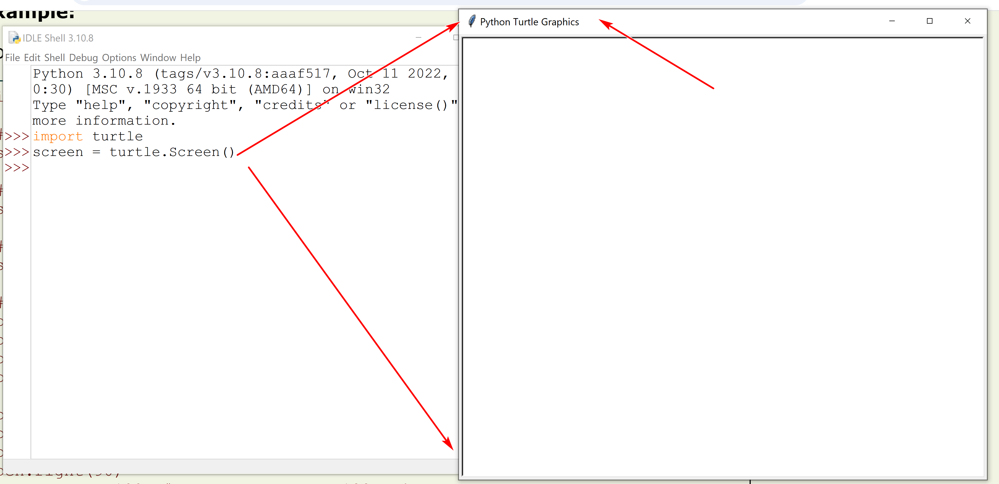 IDLE Shell 3.10.8
File Edit Shell Debug Options Window Help
Python 3.10.8 (tags/v3.10.8:aaaf517, Oct 11 2022,
0:30) [MSC v.1933 64 bit (AMD64)] on win32
Type "help", "copyright", "credits" or "license()"
more information.
>>> import turtle
>>> screen = turtle.Screen()
>>>
Python Turtle Graphics